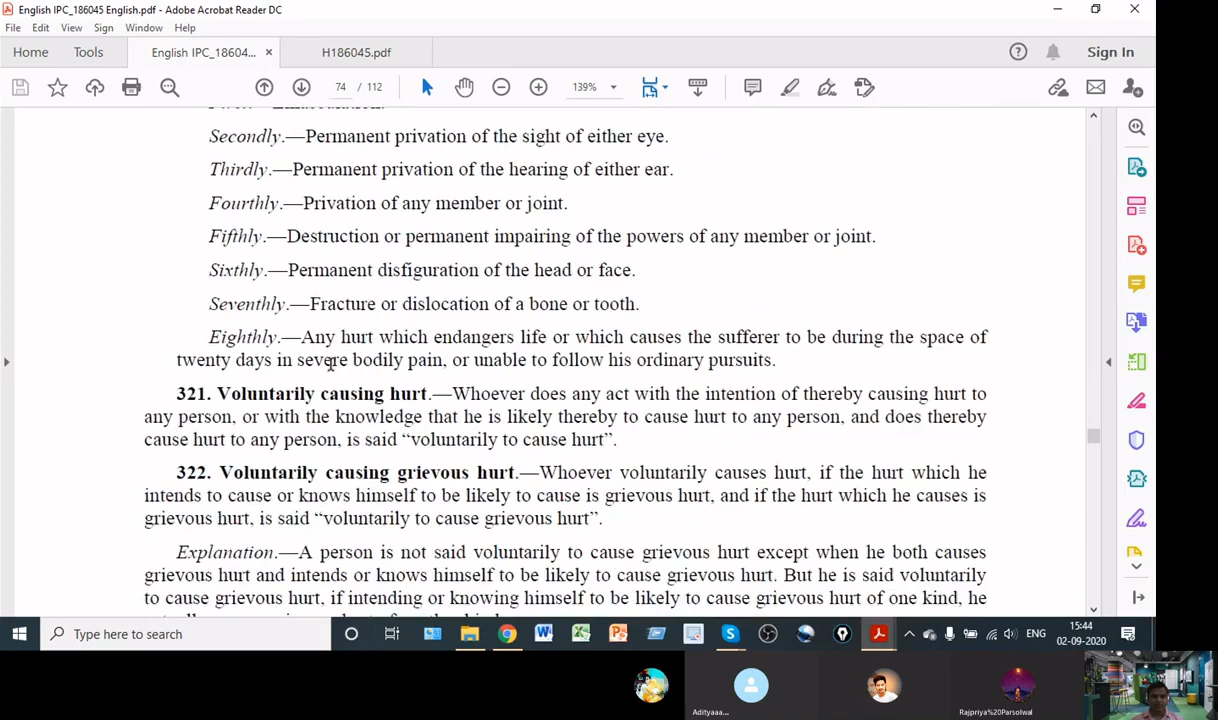 English IPC_186045 English.pdf - Adobe Acrobat Reader DC
File Edit View Sign Window Help
Home Tools English IPC_18604... × H186045.pdf Sign In
74 / 112 139%
Secondly.—Permanent privation of the sight of either eye.
Thirdly.—Permanent privation of the hearing of either ear.
Fourthly.—Privation of any member or joint.
Fifthly.—Destruction or permanent impairing of the powers of any member or joint.
Sixthly.—Permanent disfiguration of the head or face.
Seventhly.—Fracture or dislocation of a bone or tooth.
Eighthly.—Any hurt which endangers life or which causes the sufferer to be during the space of
twenty days in severe bodily pain, or unable to follow his ordinary pursuits.
321. Voluntarily causing hurt.—Whoever does any act with the intention of thereby causing hurt to
any person, or with the knowledge that he is likely thereby to cause hurt to any person, and does thereby
cause hurt to any person, is said “voluntarily to cause hurt”.
322. Voluntarily causing grievous hurt.—Whoever voluntarily causes hurt, if the hurt which he
intends to cause or knows himself to be likely to cause is grievous hurt, and if the hurt which he causes is
grievous hurt, is said “voluntarily to cause grievous hurt”.
Explanation.—A person is not said voluntarily to cause grievous hurt except when he both causes
grievous hurt and intends or knows himself to be likely to cause grievous hurt. But he is said voluntarily
to cause grievous hurt, if intending or knowing himself to be likely to cause grievous hurt of one kind, he
Type here to search
ENG
15:44
02-09-2020
Adityaaa...
Rajpriya%20Parsolwal